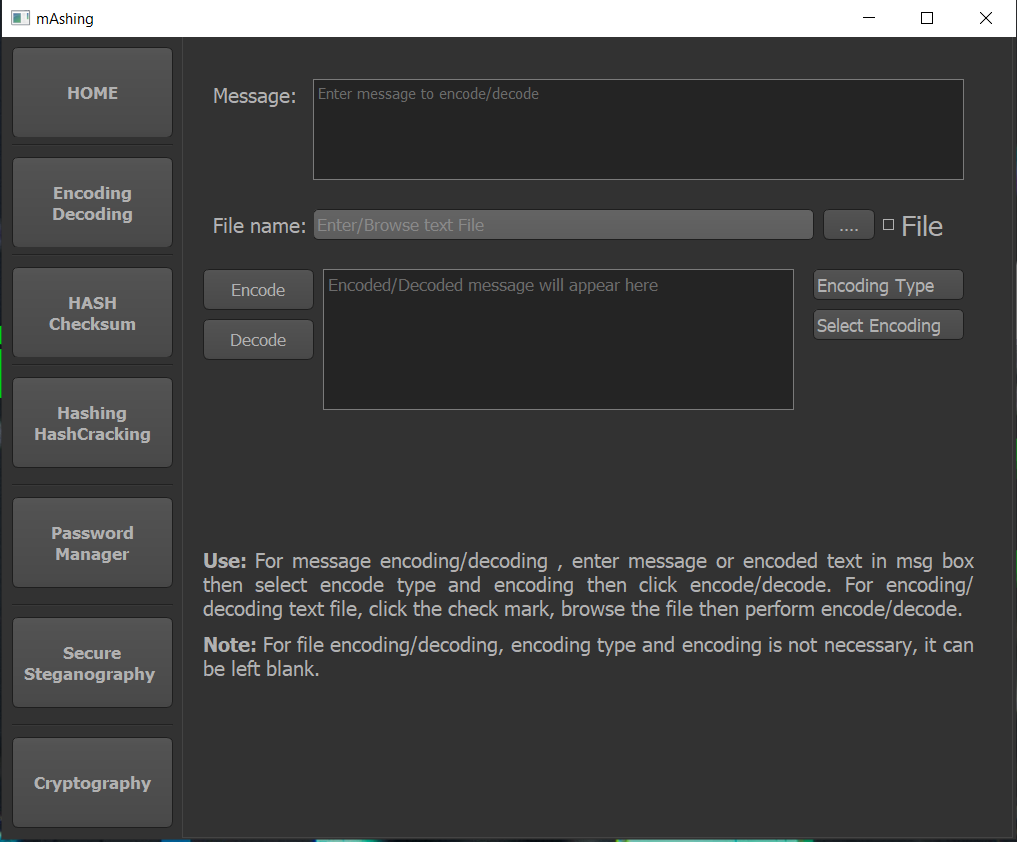 mAshing
HOME
Encoding
Decoding
HASH
Checksum
Hashing
HashCracking
Password
Manager
Secure
Steganography
Cryptography
Message:
Enter message to encode/decode
File name:
Enter/Browse text File
....
File
Encode
Decode
Encoded/Decoded message will appear here
Encoding Type
Select Encoding
Use: For message encoding/decoding , enter message or encoded text in msg box
then select encode type and encoding then click encode/decode. For encoding/
decoding text file, click the check mark, browse the file then perform encode/decode.
Note: For file encoding/decoding, encoding type and encoding is not necessary, it can
be left blank.